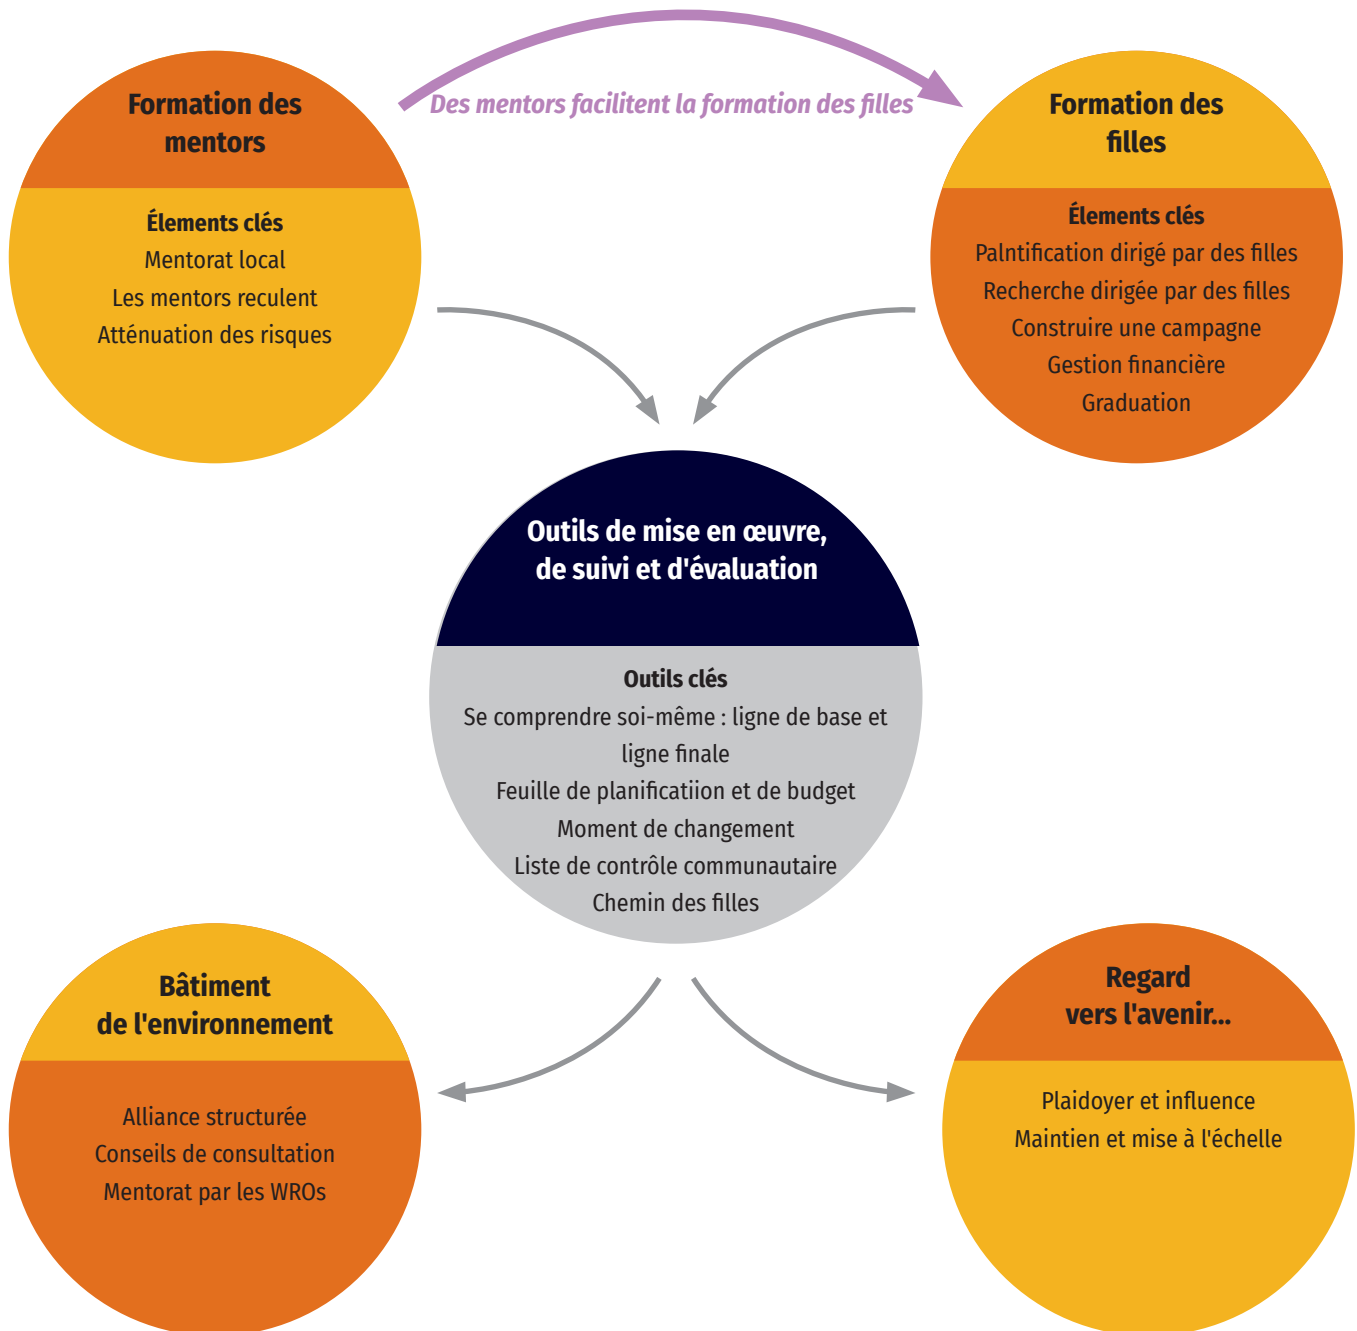 Des mentors facilitent la formation des filles
Formation des
mentors
Élements clés
Mentorat local
Les mentors reculent
Atténuation des risques
Formation des
filles
Élements clés
Palntification dirigé par des filles
Recherche dirigée par des filles
Construire une campagne
Gestion financière
Graduation
Outils de mise en œuvre,
de suivi et d'évaluation
Outils clés
Se comprendre soi-même : ligne de base et
ligne finale
Feuille de planificatiion et de budget
Moment de changement
Liste de contrôle communautaire
Chemin des filles
Bâtiment
de l'environnement
Alliance structurée
Conseils de consultation
Mentorat par les WROs
Regard
vers l'avenir...
Plaidoyer et influence
Maintien et mise à l'échelle